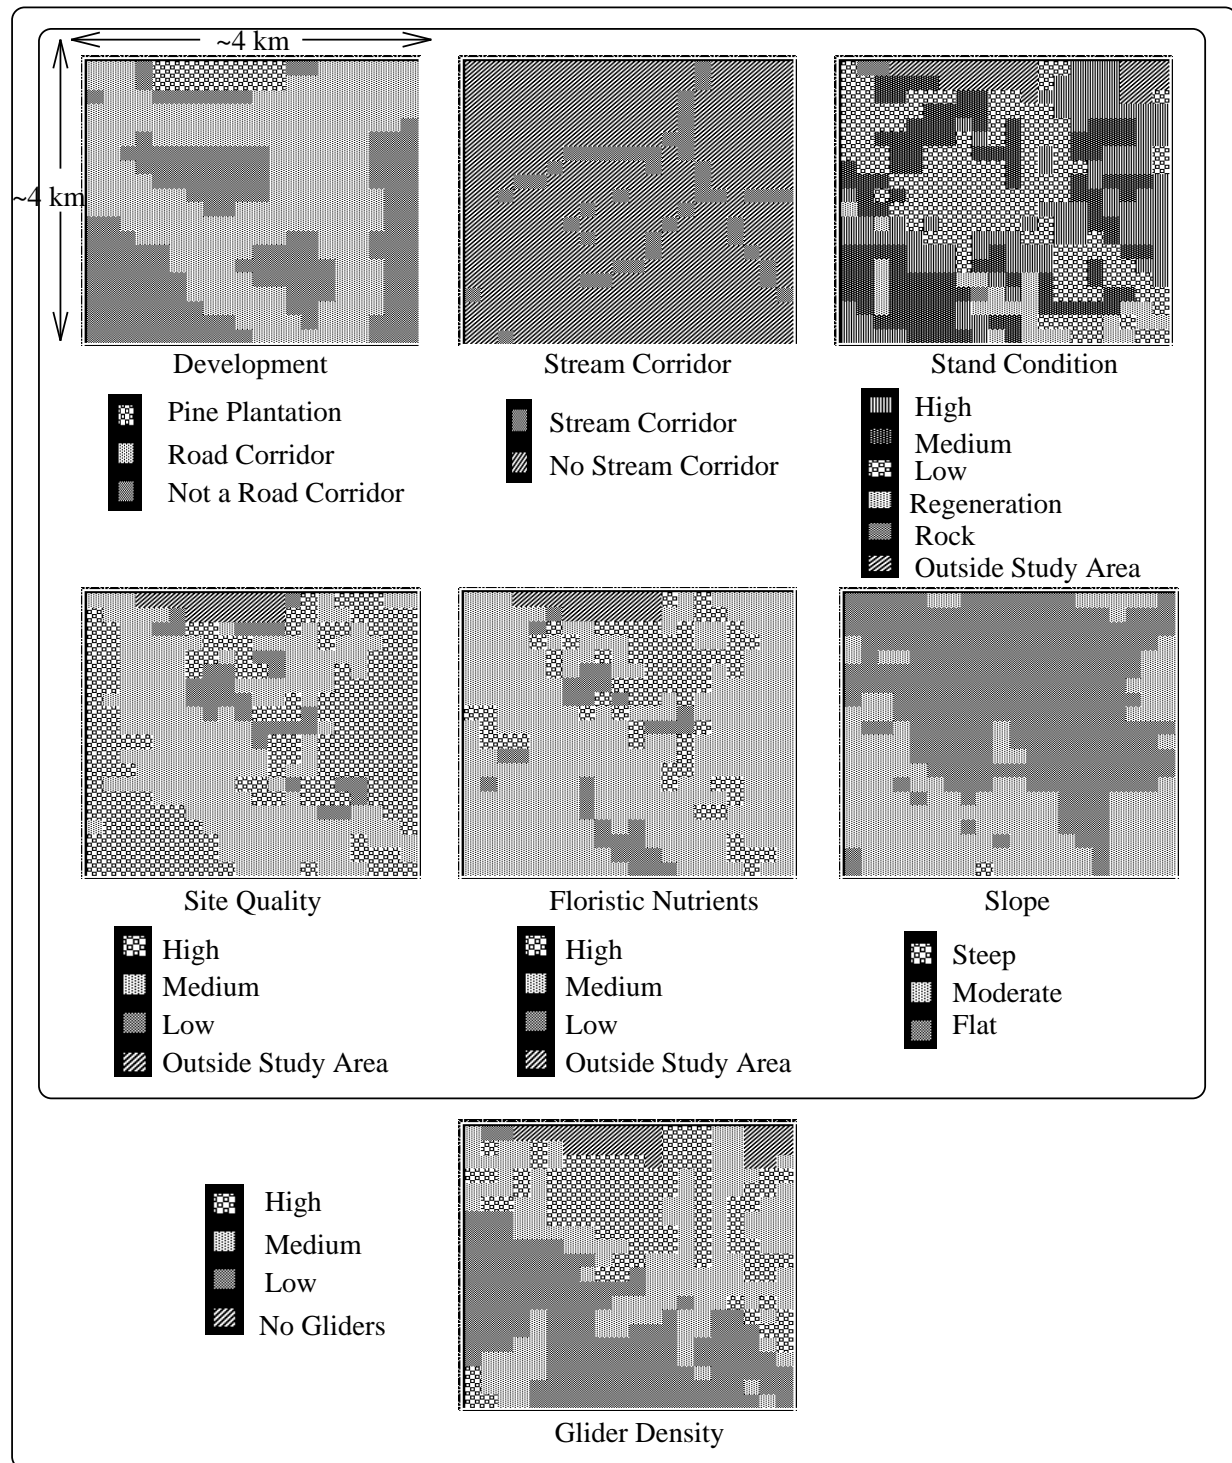 ~4 km
~4 km
Development
Stream Corridor
Stand Condition
Pine Plantation
Road Corridor
Not a Road Corridor
Stream Corridor
No Stream Corridor
High
Medium
Low
Regeneration
Rock
Outside Study Area
Site Quality
Floristic Nutrients
Slope
High
Medium
Low
Outside Study Area
High
Medium
Low
Outside Study Area
Steep
Moderate
Flat
High
Medium
Low
No Gliders
Glider Density